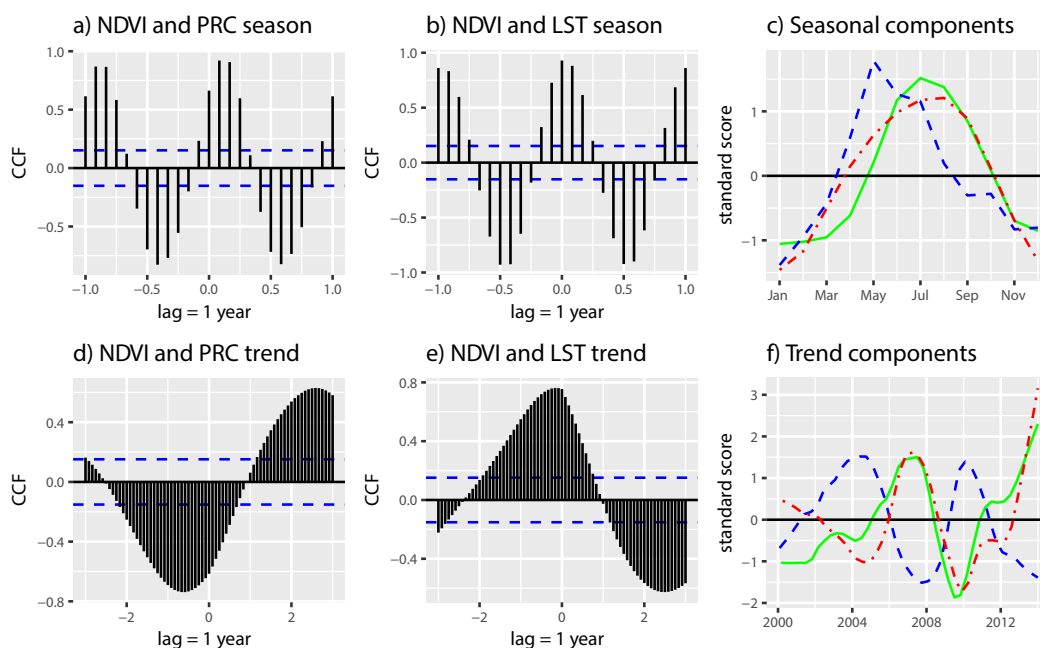 a) NDVI and PRC season
1.0
0.5
0.0
−0.5
CCF
−1.0
−0.5
0.0
0.5
1.0
lag = 1 year
b) NDVI and LST season
1.0
0.5
0.0
−0.5
−1.0
CCF
−1.0
−0.5
0.0
0.5
1.0
lag = 1 year
c) Seasonal components
1
0
−1
standard score
Jan
Mar
May
Jul
Sep
Nov
d) NDVI and PRC trend
0.4
0.0
−0.4
−0.8
CCF
−2
0
2
lag = 1 year
e) NDVI and LST trend
0.8
0.4
0.0
−0.4
CCF
−2
0
2
lag = 1 year
f) Trend components
3
2
1
0
−1
−2
standard score
2000
2004
2008
2012